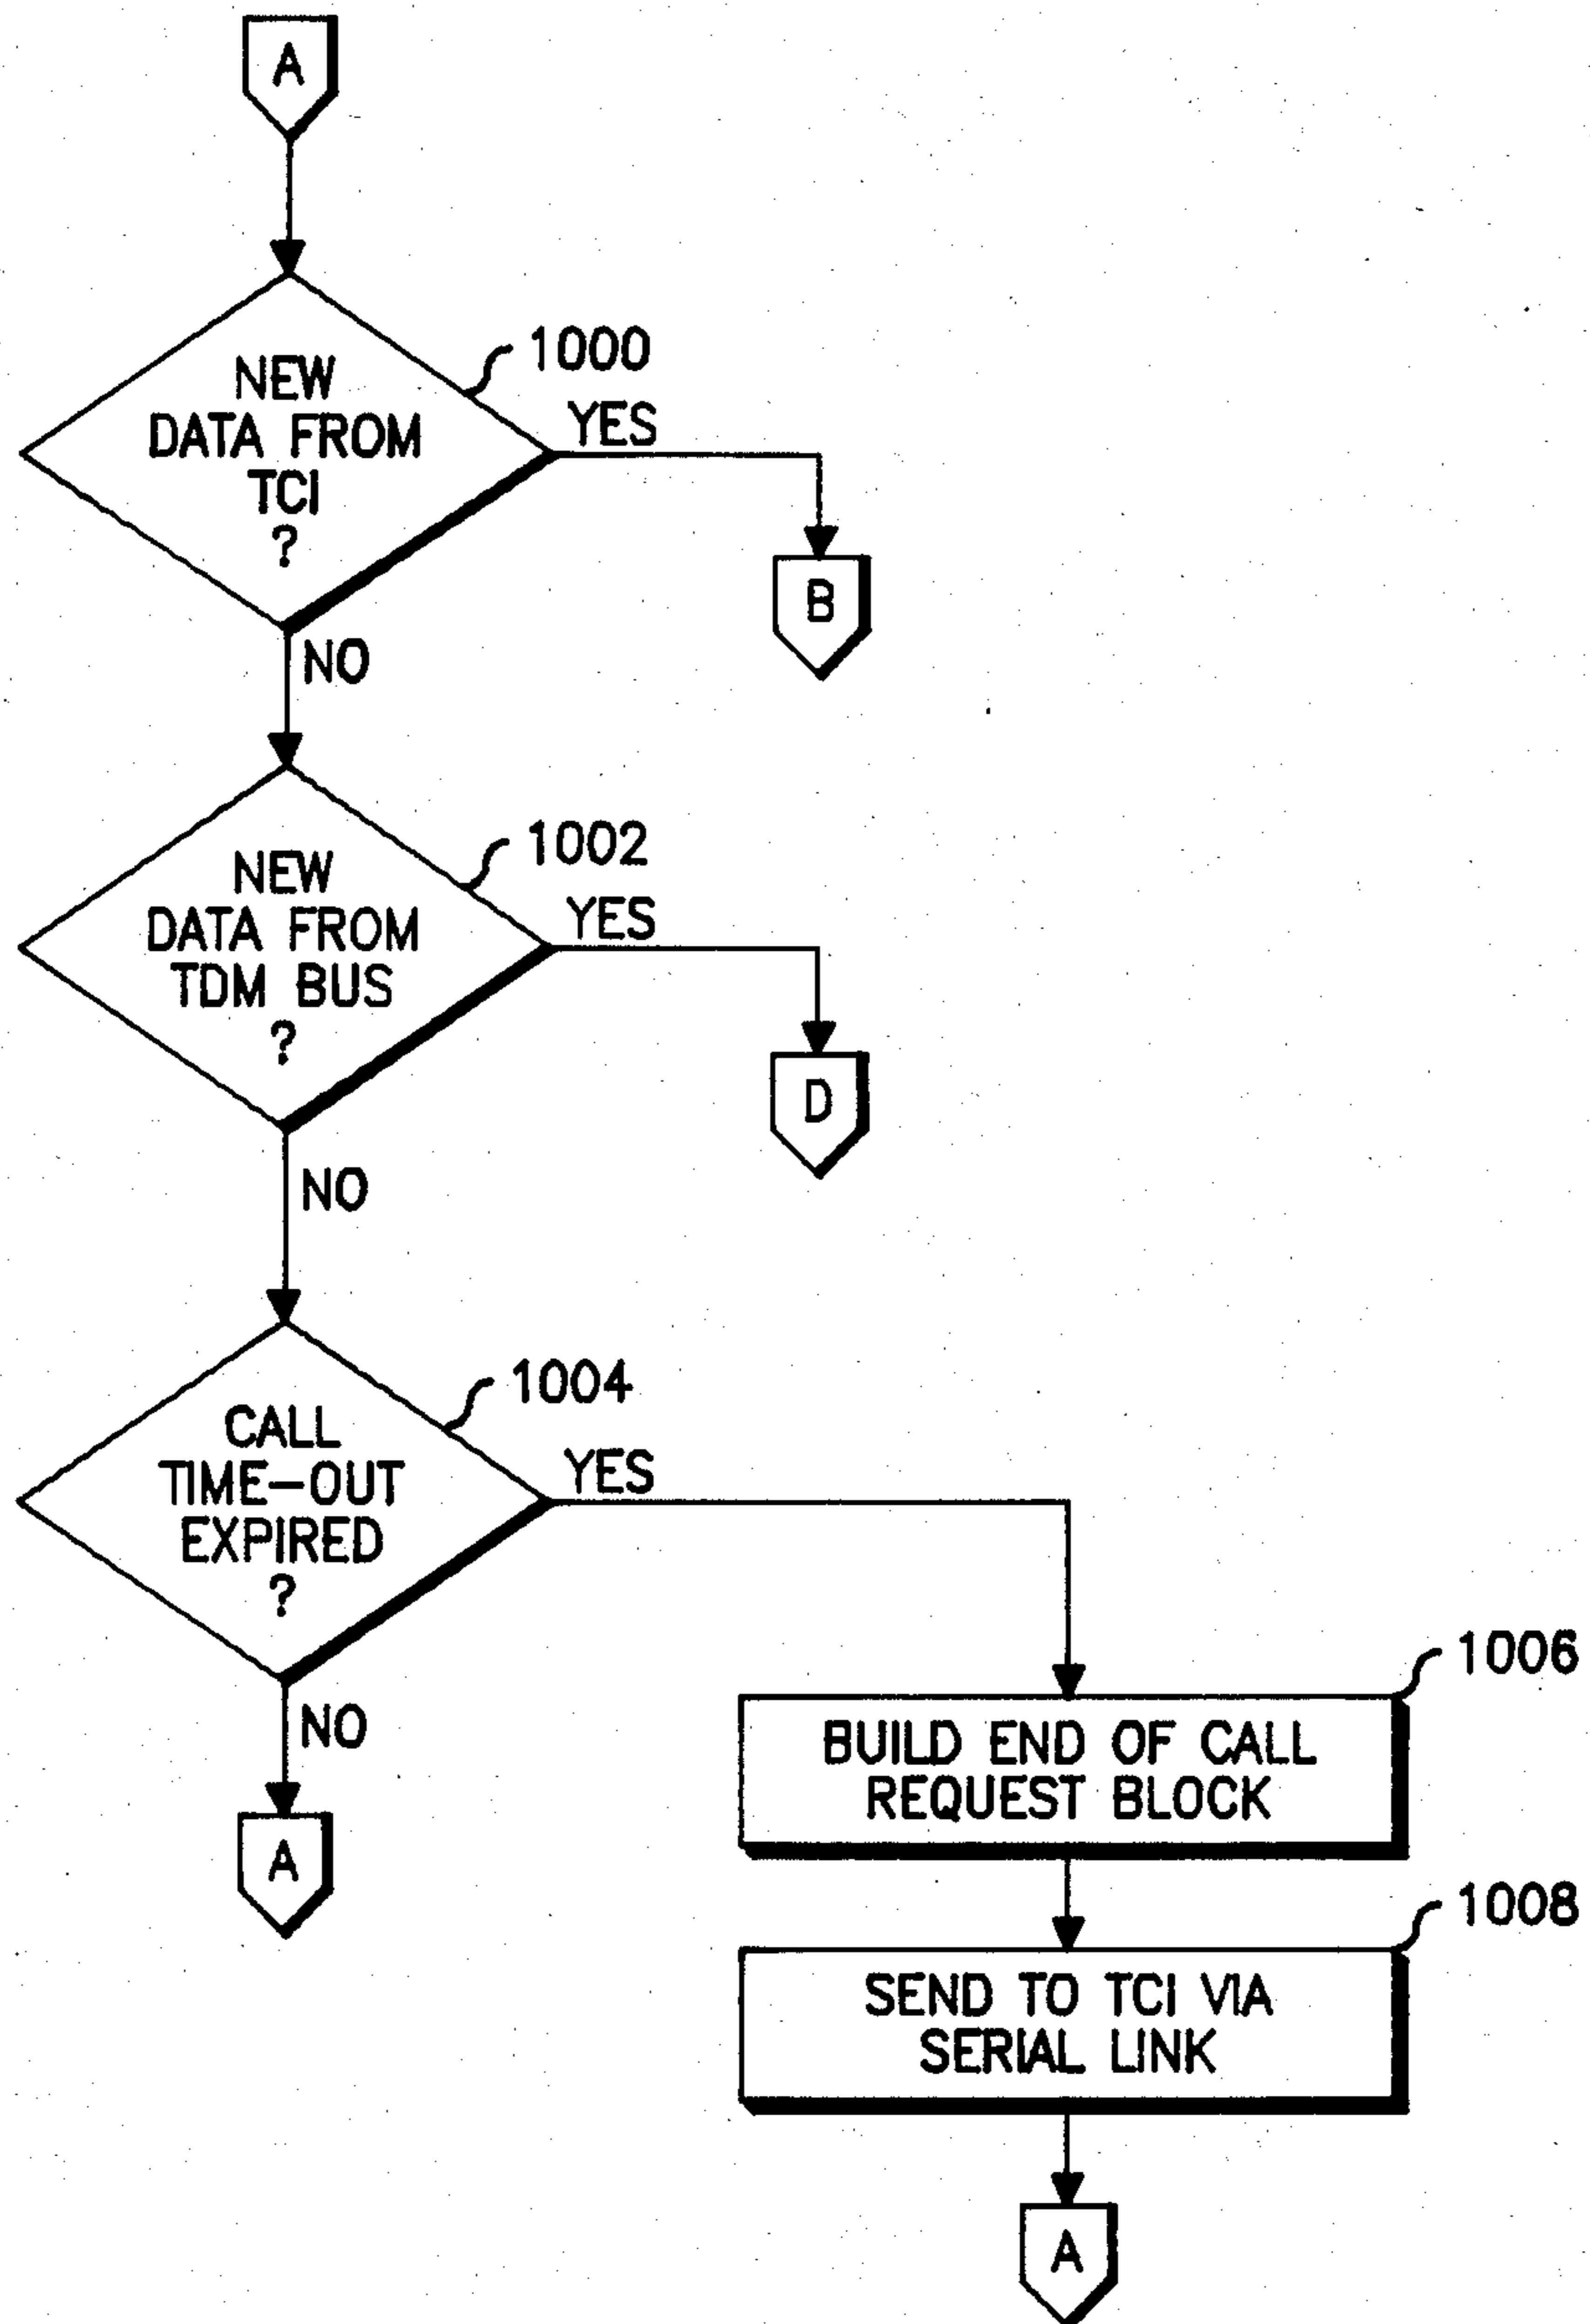 A
1000
NEW
DATA FROM
TCI
?
YES
B
NO
1002
NEW
DATA FROM
TDM BUS
?
YES
D
NO
1004
CALL
TIME-OUT
EXPIRED
?
YES
NO
A
1006
BUILD END OF CALL
REQUEST BLOCK
1008
SEND TO TCI VIA
SERIAL LINK
A